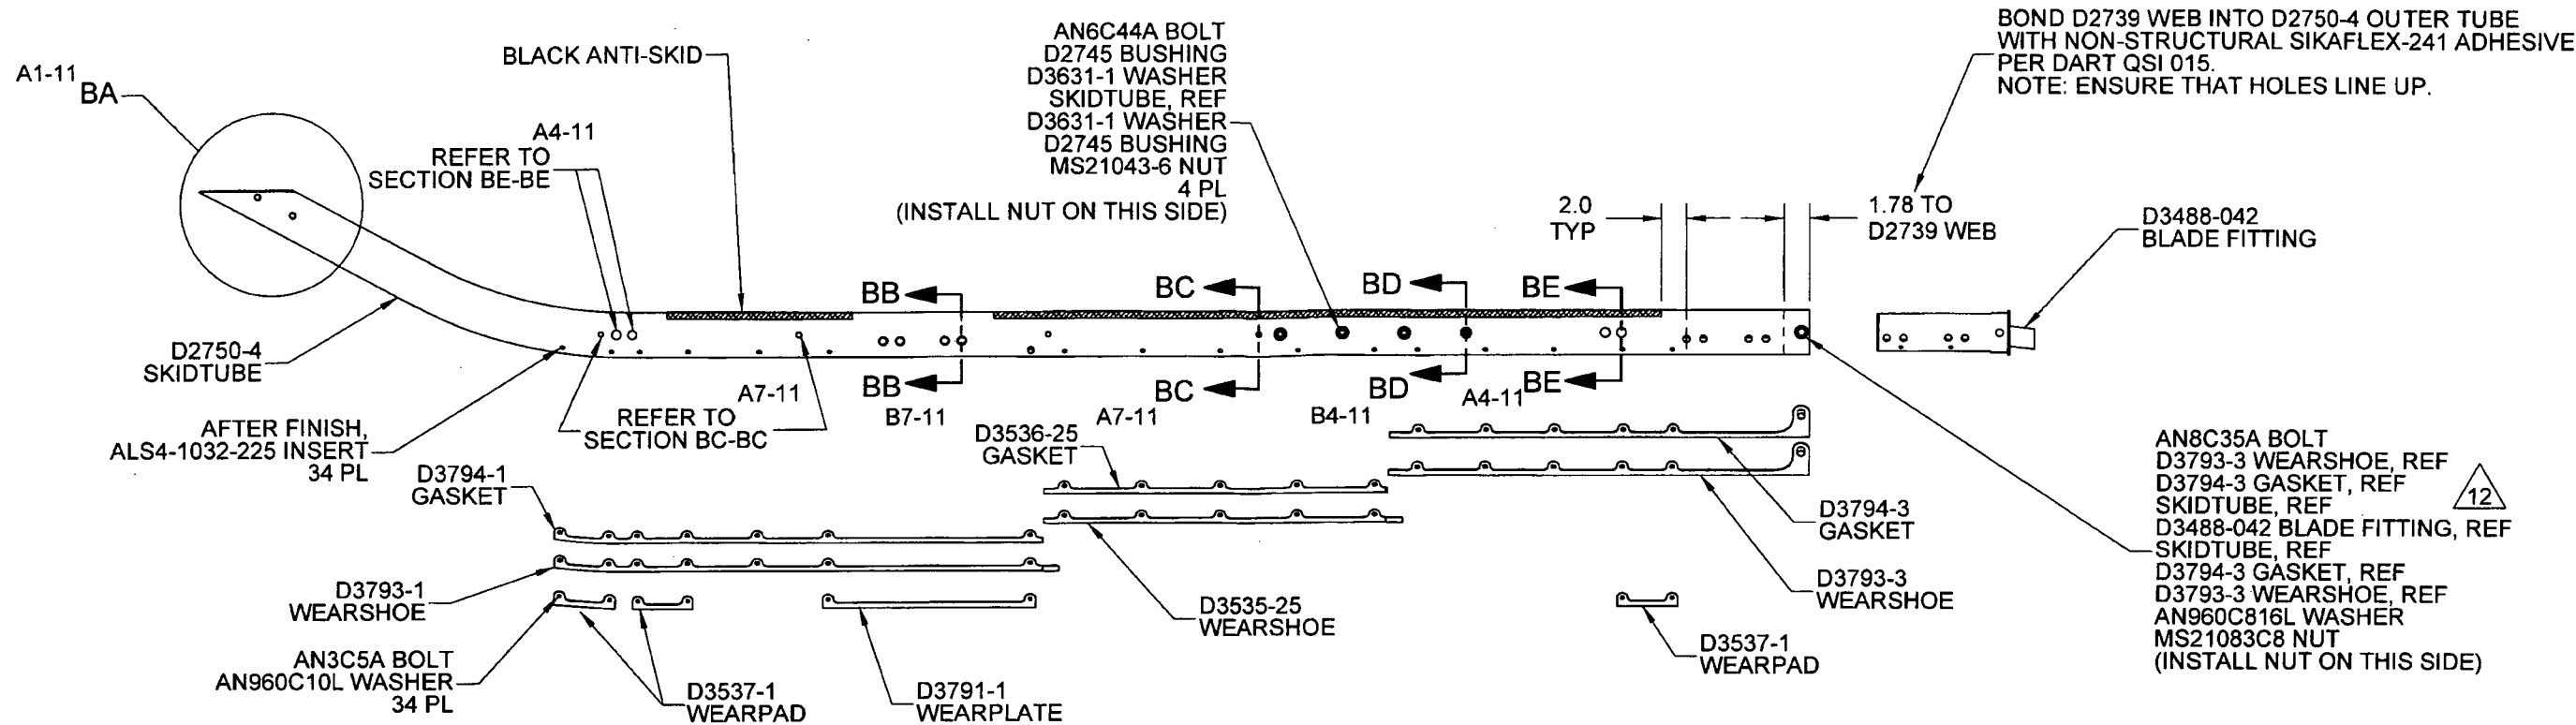 A1-11
BA
BLACK ANTI-SKID
A4-11
REFER TO
SECTION BE-BE
AN6C44A BOLT
D2745 BUSHING
D3631-1 WASHER
SKIDTUBE, REF
D3631-1 WASHER
D2745 BUSHING
MS21043-6 NUT
4 PL
(INSTALL NUT ON THIS SIDE)
BOND D2739 WEB INTO D2750-4 OUTER TUBE
WITH NON-STRUCTURAL SIKAFLEX-241 ADHESIVE
PER DART QSI 015.
NOTE: ENSURE THAT HOLES LINE UP.
2.0
TYP
1.78 TO
D2739 WEB
D3488-042
BLADE FITTING
BB
BC
BD
BE
D2750-4
SKIDTUBE
BB
BC
BD
BE
A7-11
B7-11
A7-11
B4-11
A4-11
REFER TO
SECTION BC-BC
AFTER FINISH,
ALS4-1032-225 INSERT
34 PL
D3794-1
GASKET
D3536-25
GASKET
D3794-3
GASKET
D3793-1
WEARSHOE
D3535-25
WEARSHOE
D3793-3
WEARSHOE
AN3C5A BOLT
AN960C10L WASHER
34 PL
D3537-1
WEARPAD
D3791-1
WEARPLATE
D3537-1
WEARPAD
AN8C35A BOLT
D3793-3 WEARSHOE, REF
D3794-3 GASKET, REF
SKIDTUBE, REF
D3488-042 BLADE FITTING, REF
SKIDTUBE, REF
D3794-3 GASKET, REF
D3793-3 WEARSHOE, REF
AN960C816L WASHER
MS21083C8 NUT
(INSTALL NUT ON THIS SIDE)
12